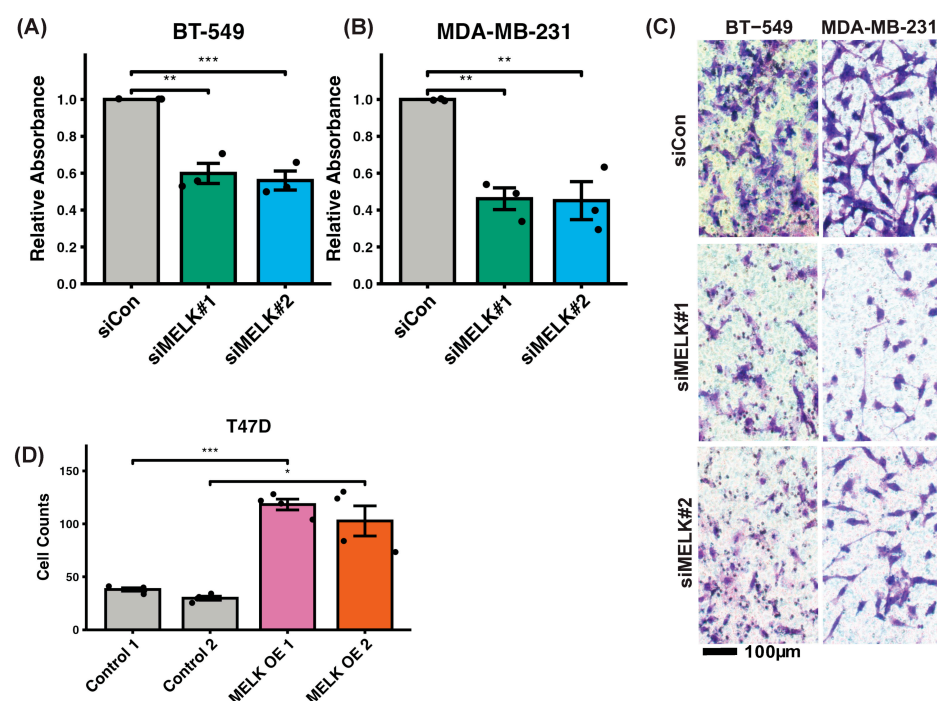 (A)
BT-549
***
**
Relative Absorbance
1.0
0.8
0.6
0.4
0.2
0.0
siCon
siMELK#1
siMELK#2
(B)
MDA-MB-231
**
**
Relative Absorbance
1.0
0.8
0.6
0.4
0.2
0.0
siCon
siMELK#1
siMELK#2
(C)
BT−549
MDA-MB-231
siCon
siMELK#1
siMELK#2
100μm
(D)
T47D
***
*
Cell Counts
150
100
50
0
Control 1
Control 2
MELK OE 1
MELK OE 2